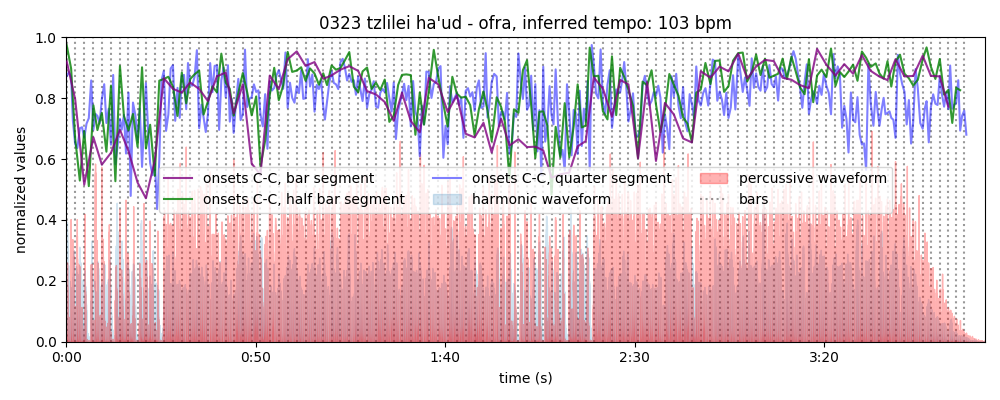 0323 tzlilei ha'ud - ofra, inferred tempo: 103 bpm
1.0
0.8
0.6
0.4
0.2
0.0
normalized values
onsets C-C, bar segment
onsets C-C, half bar segment
onsets C-C, quarter segment
harmonic waveform
percussive waveform
bars
0:00 0:50 1:40 2:30 3:20
time (s)